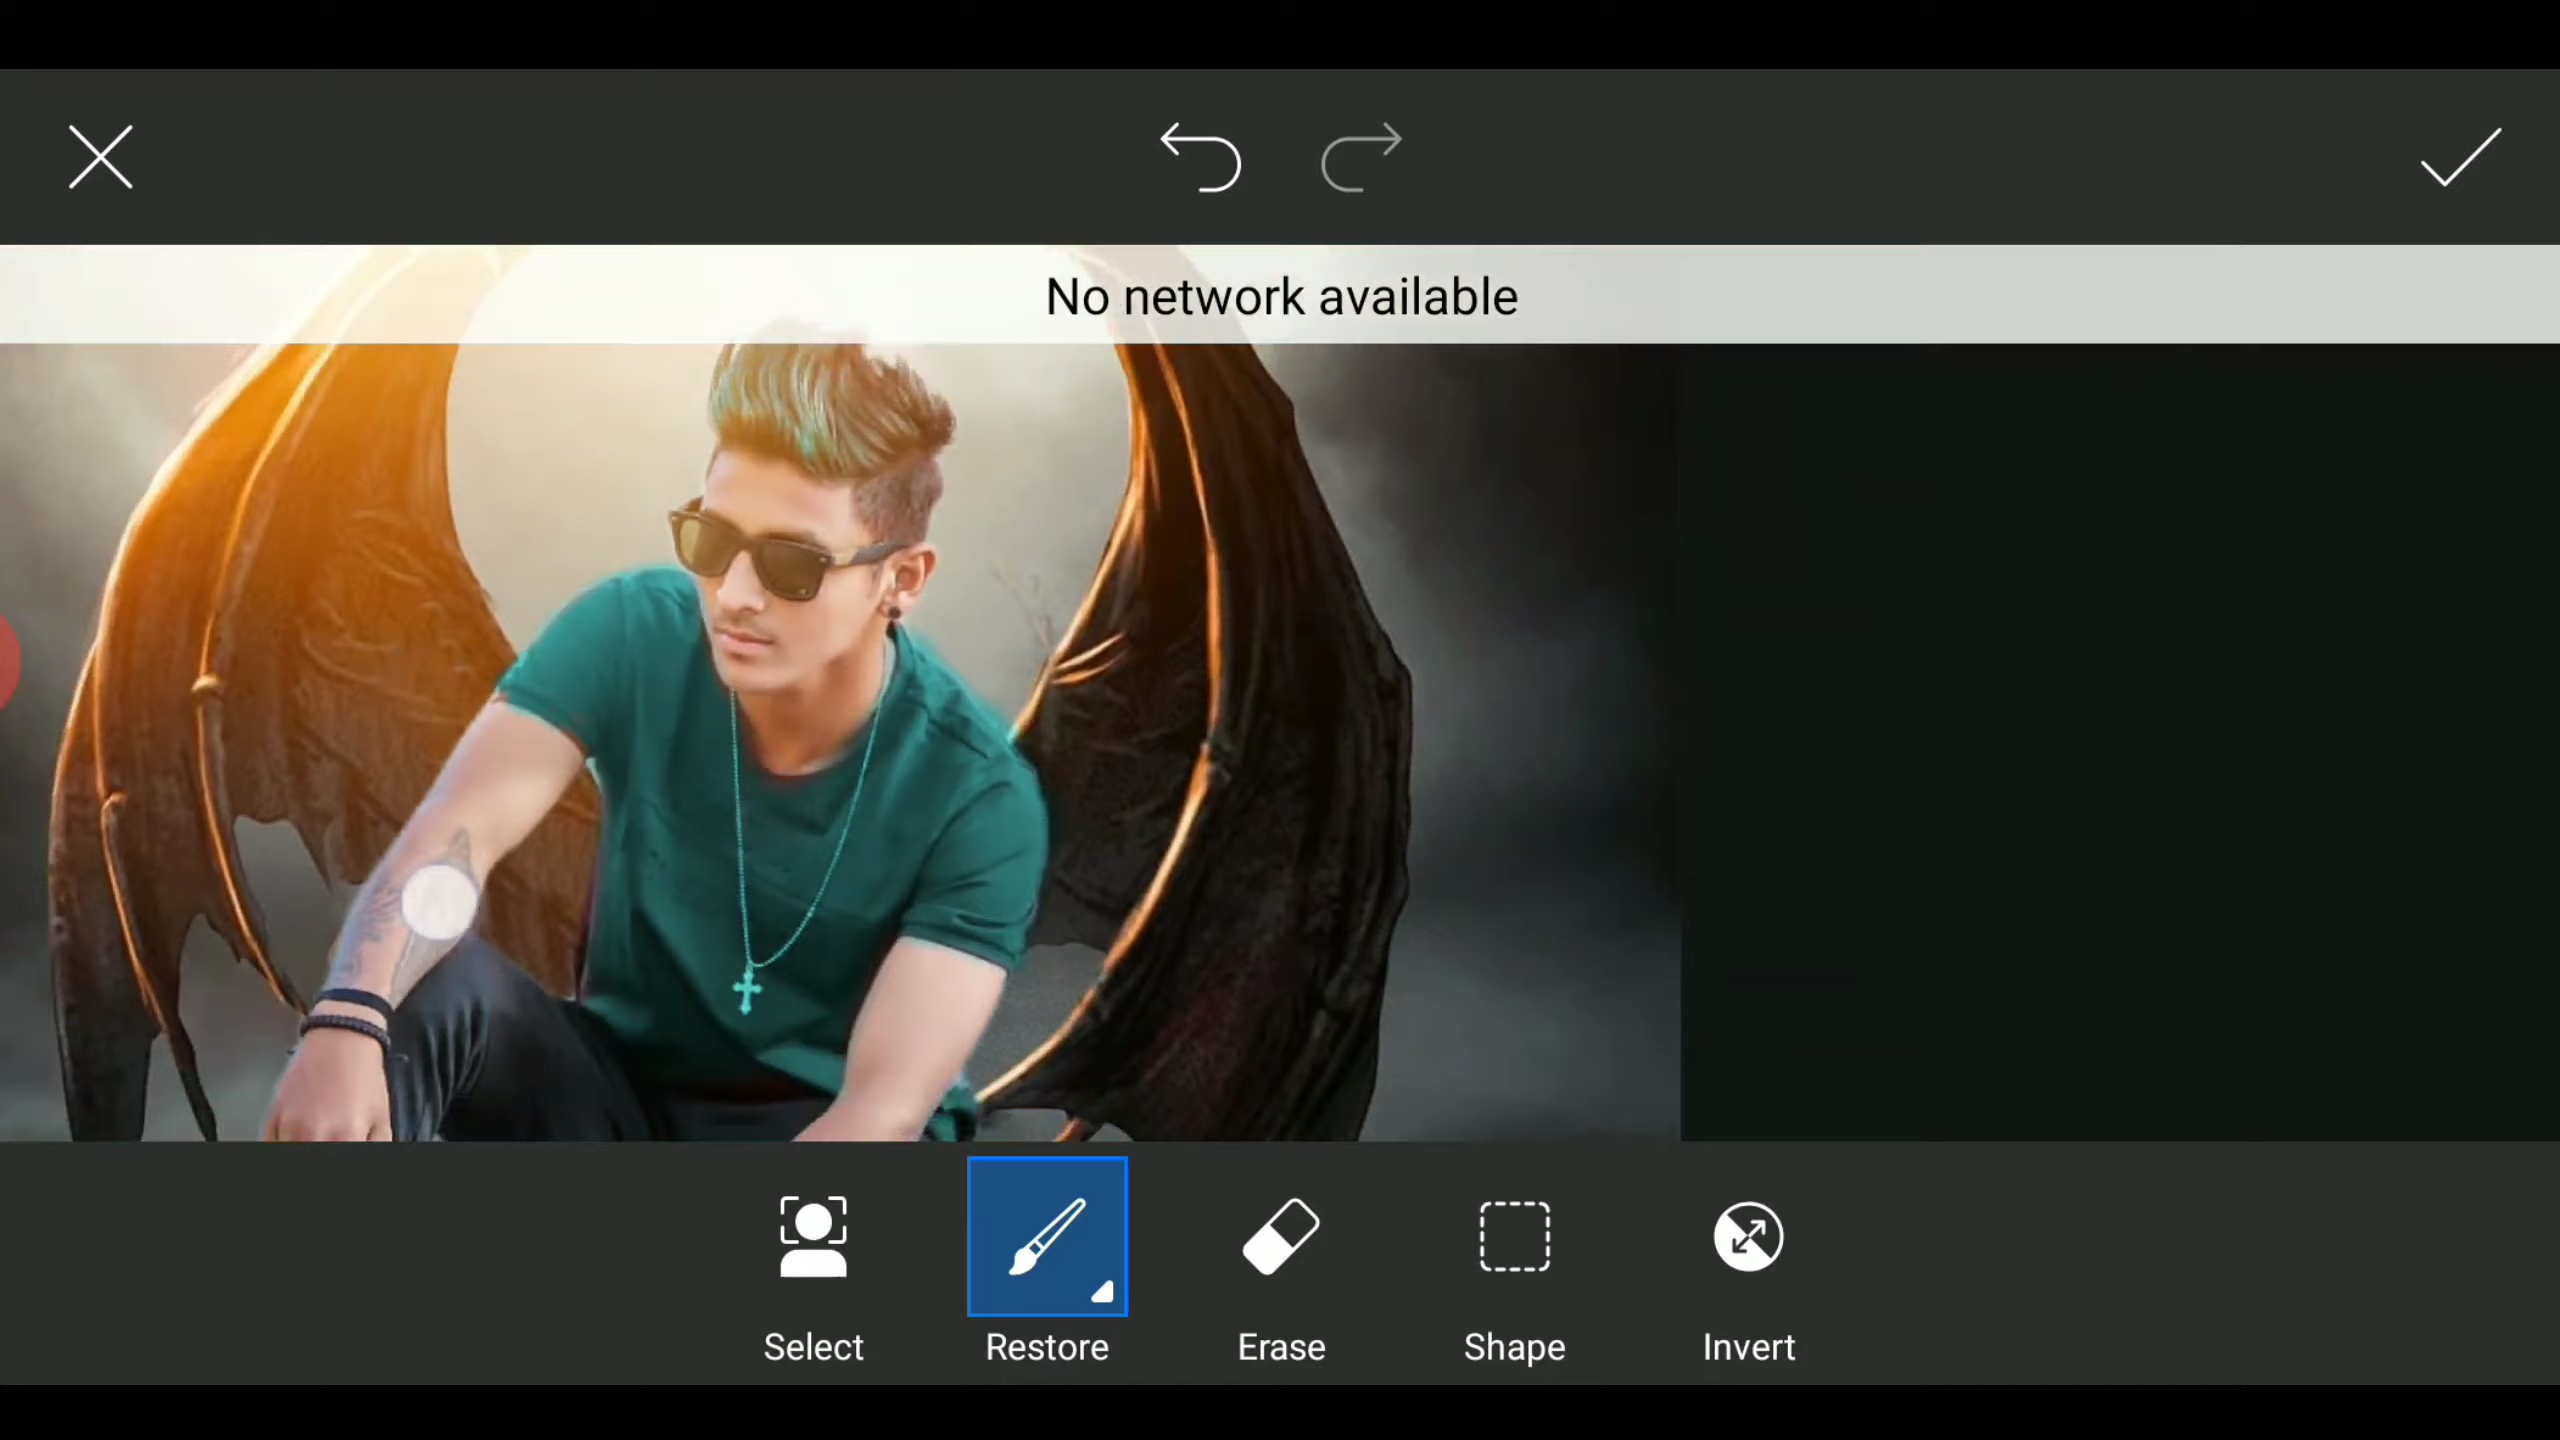 No network available
Select
Restore
Erase
Shape
Invert